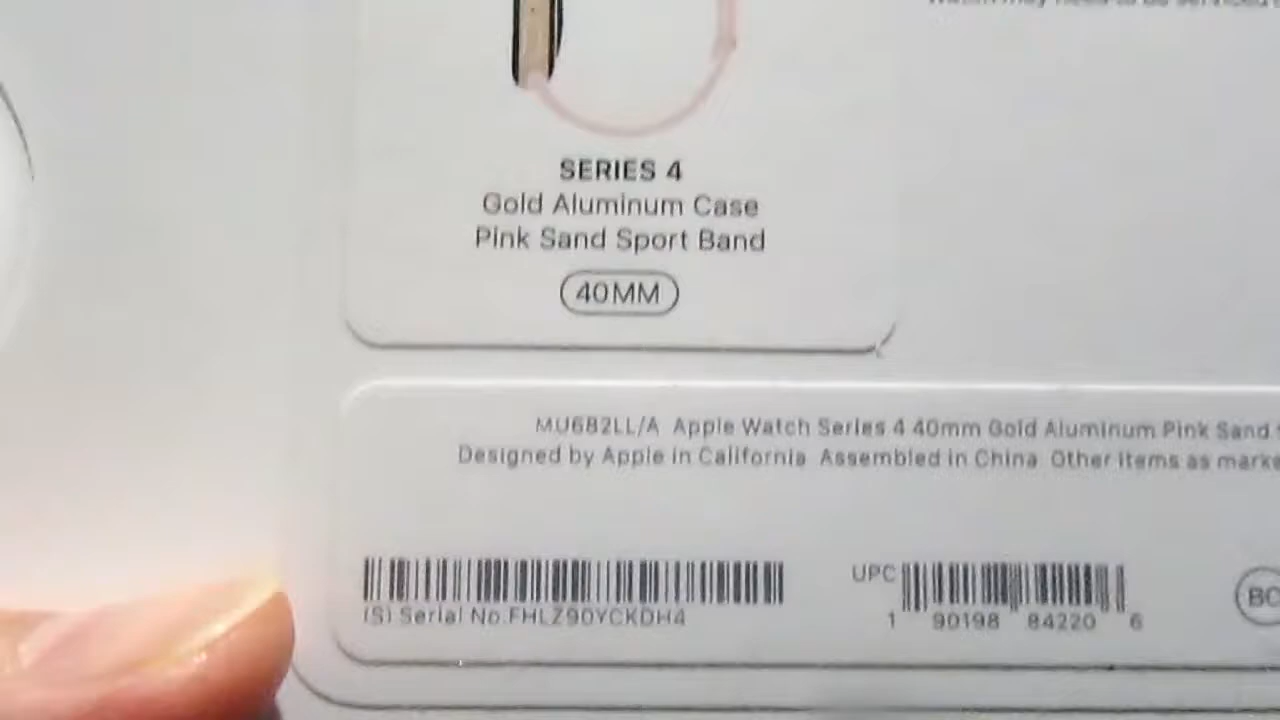 SERIES 4
Gold Aluminum Case
Pink Sand Sport Band
40MM
MU682LL/A Apple Watch Series 4 40mm Gold Aluminum Pink Sand
Designed by Apple in California Assembled in China Other items as marke
UPC
(S) Serial No.FHLZ90YCKDH4
1 90198 84220 6
BC